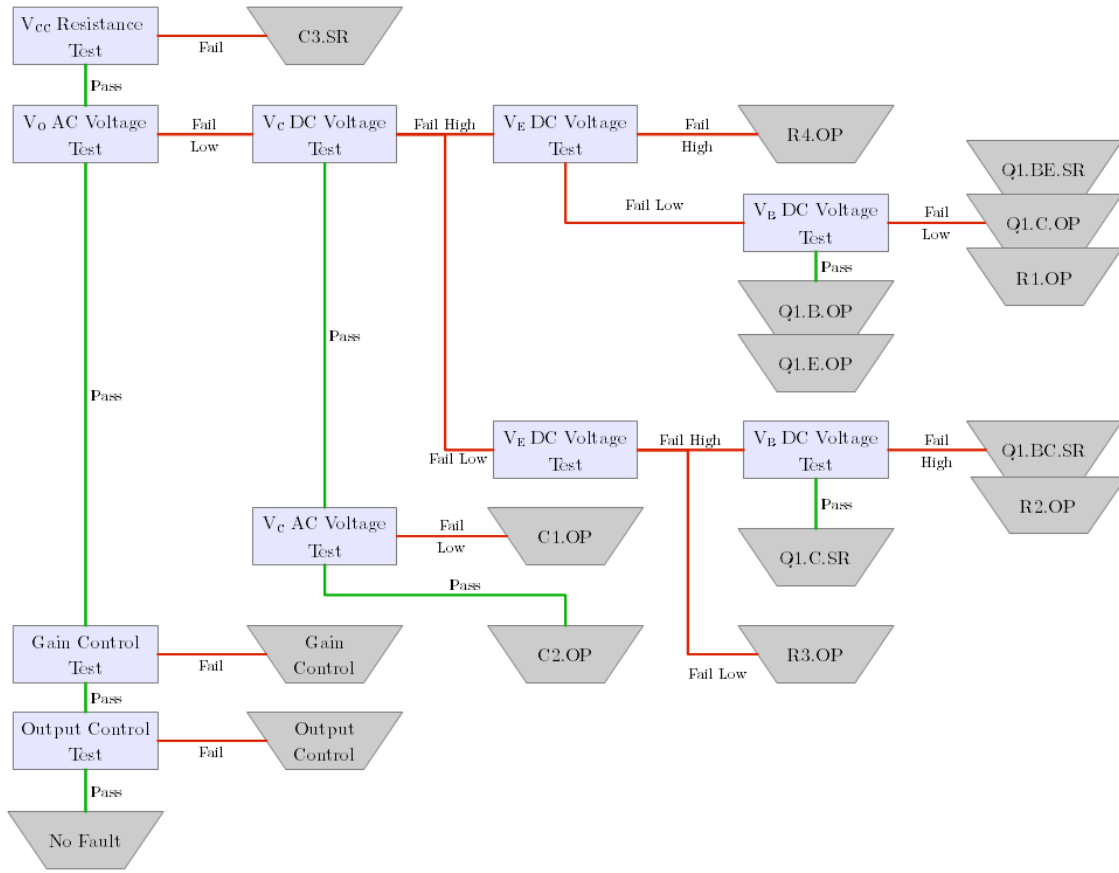 V_CC Resistance
Test
Fail
C3.SR
Pass
V_O AC Voltage
Test
Fail
Low
V_C DC Voltage
Test
Fail High
V_E DC Voltage
Test
Fail
High
R4.OP
Fail Low
V_B DC Voltage
Test
Fail
Low
Q1.BE.SR
Q1.C.OP
R1.OP
Pass
Q1.B.OP
Q1.E.OP
Pass
Pass
Fail Low
V_E DC Voltage
Test
Fail High
V_B DC Voltage
Test
Fail
High
Q1.BC.SR
R2.OP
Pass
Q1.C.SR
V_C AC Voltage
Test
Fail
Low
C1.OP
Pass
C2.OP
Fail Low
R3.OP
Gain Control
Test
Fail
Gain
Control
Pass
Output Control
Test
Fail
Output
Control
Pass
No Fault